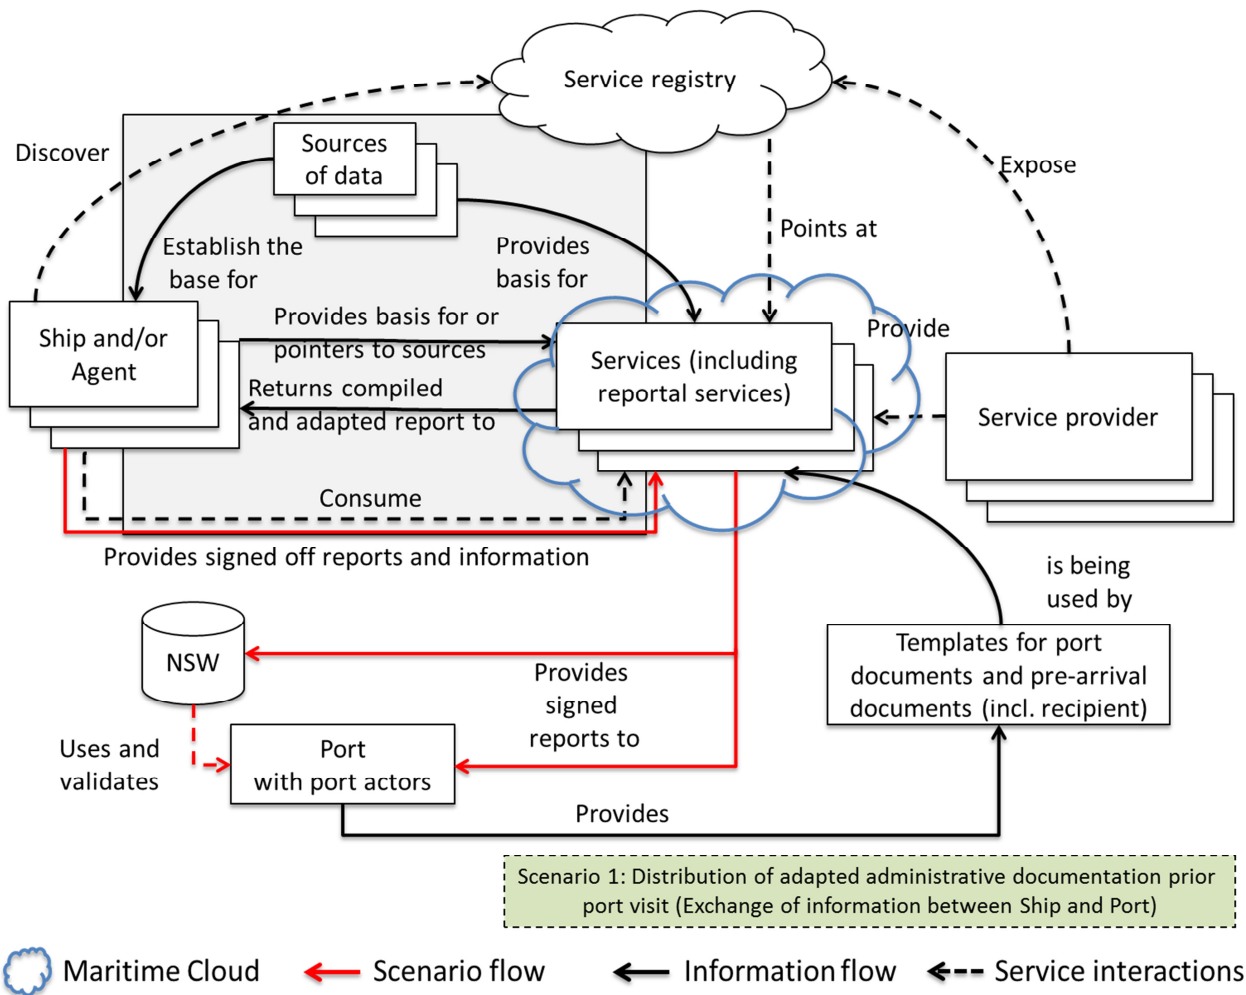 Service registry
Discover
Sources
of data
Expose
Points at
Establish the
base for
Provides
basis for
Ship and/or
Agent
Provides basis for or
pointers to sources
Returns compiled
and adapted report to
Services (including
reportal services)
Provide
Service provider
Consume
Provides signed off reports and information
is being
used by
NSW
Provides
signed
reports to
Templates for port
documents and pre-arrival
documents (incl. recipient)
Uses and
validates
Port
with port actors
Provides
Scenario 1: Distribution of adapted administrative documentation prior
port visit (Exchange of information between Ship and Port)
Maritime Cloud
Scenario flow
Information flow
Service interactions